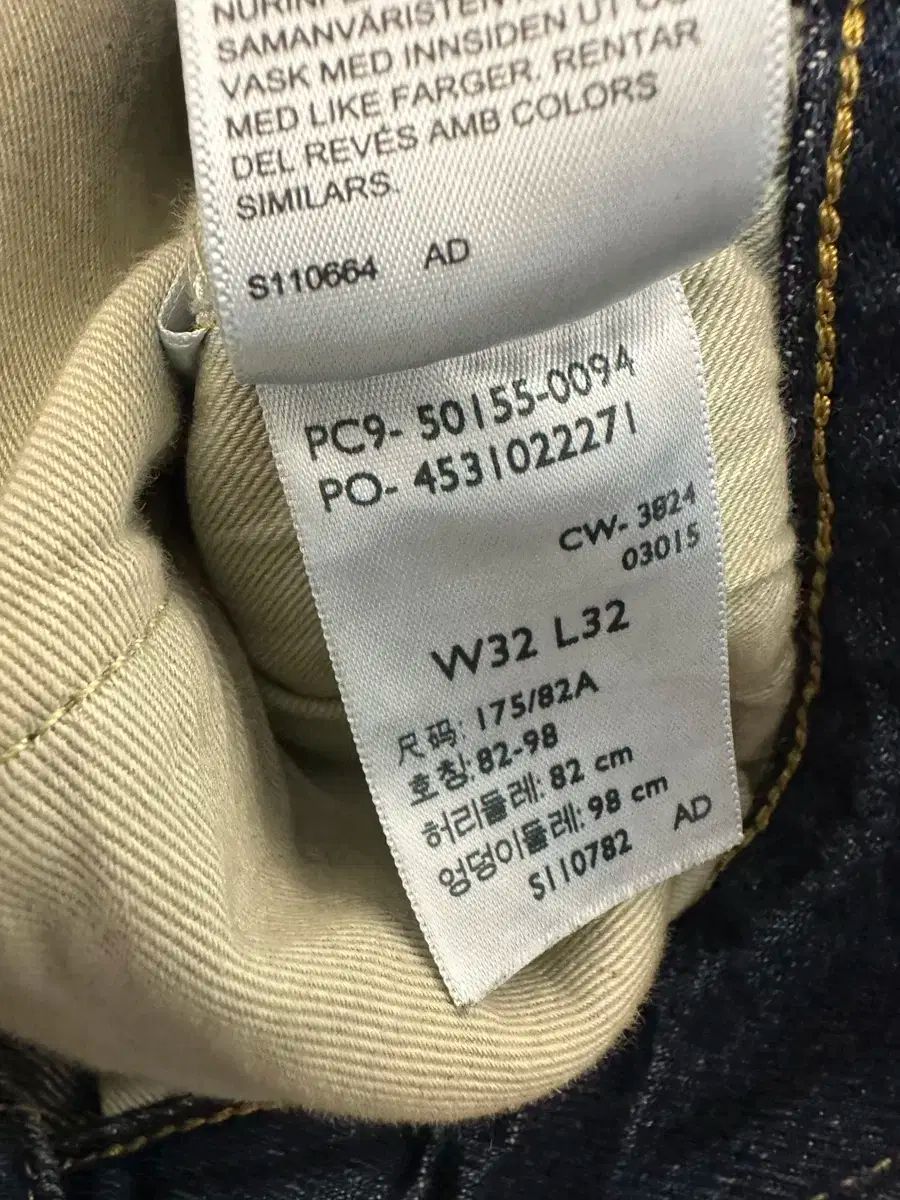 SAMANVÄRISTEN
VASK MED INNSIDEN UT OG
MED LIKE FARGER. RENTAR
DEL REVÉS AMB COLORS
SIMILARS.
S110664 AD
PC9- 50155-0094
PO- 4531022271
CW- 3824
03015
W32 L32
尺码: 175/82A
호칭: 82-98
허리둘레: 82 cm
엉덩이둘레: 98 cm
S110782 AD